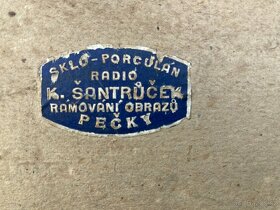 SKLO-PORCULÁN
RADIO
K. ŠANTRŮČEK
RÁMOVÁNÍ OBRAZŮ
PEČKY